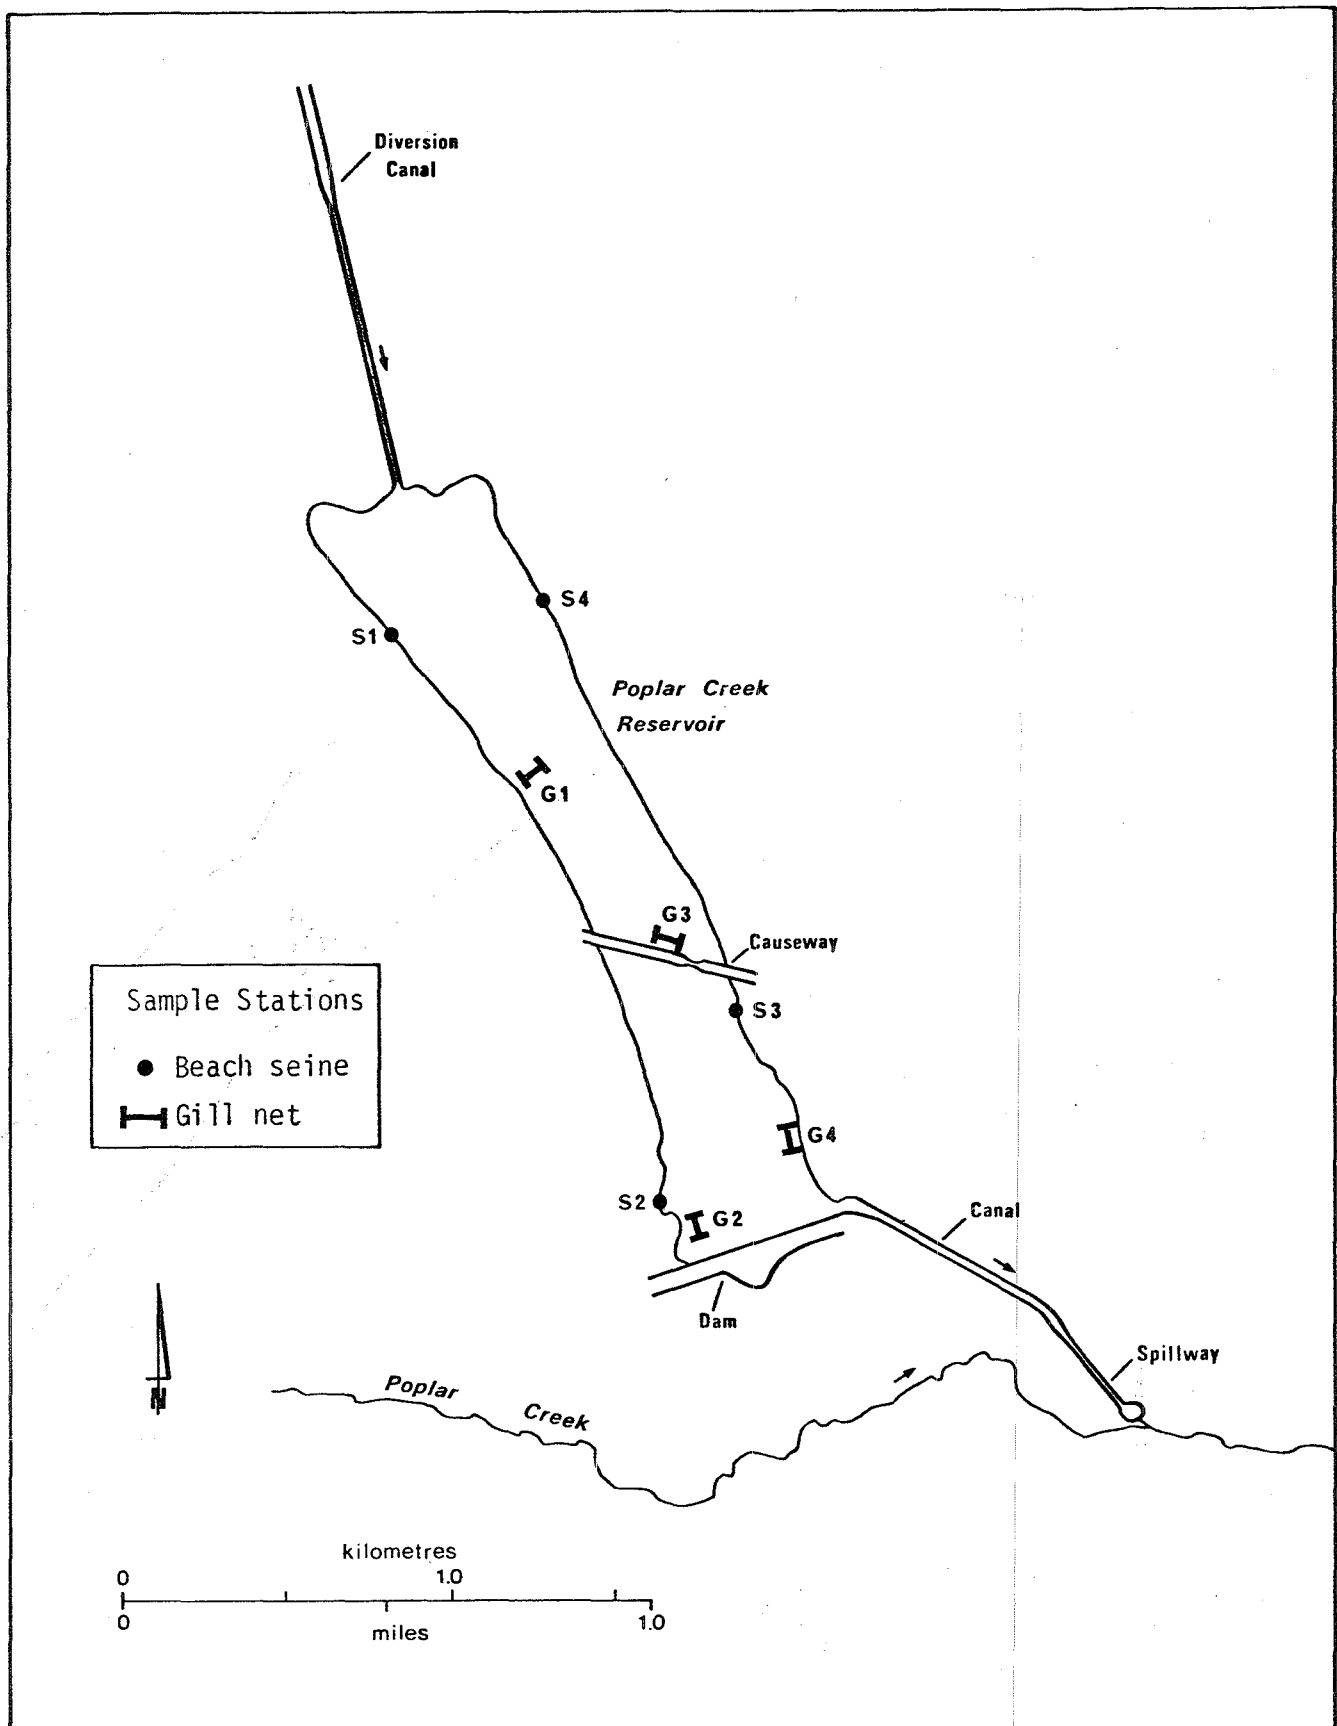 Diversion
Canal
S4
S1
Poplar Creek
Reservoir
G1
G3
Causeway
S3
Sample Stations
Beach seine
Gill net
G4
S2
G2
Canal
Dam
Spillway
N
Poplar
Creek
kilometres
0 1.0
0 1.0
miles